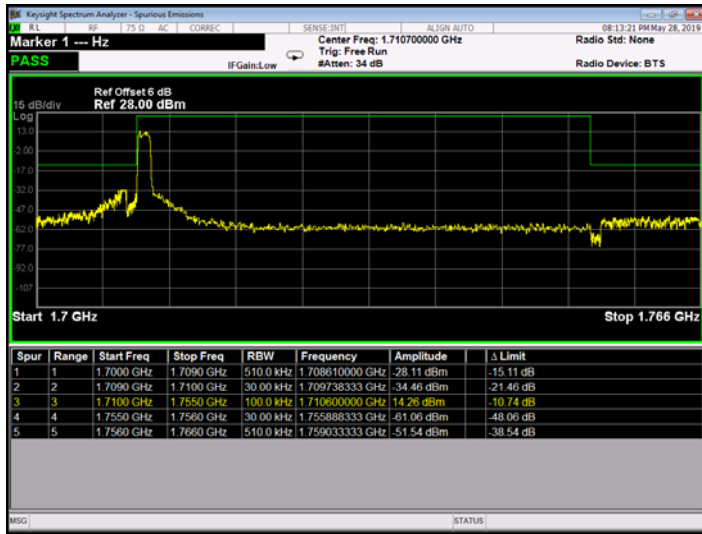 Keysight Spectrum Analyzer - Spurious Emissions
RL RF 75 Ω AC CORREC SENSE:INT ALIGN AUTO 08:13:21 PM May 28, 2019
Marker 1 --- Hz
Center Freq: 1.710700000 GHz
Radio Std: None
Trig: Free Run
PASS
IFGain:Low
#Atten: 34 dB
Radio Device: BTS
Ref Offset 6 dB
15 dB/div Ref 28.00 dBm
Log
13.0
-2.00
-17.0
-32.0
-47.0
-62.0
-77.0
-92.0
-107
Start 1.7 GHz Stop 1.766 GHz
Spur Range Start Freq Stop Freq RBW Frequency Amplitude Δ Limit
1 1 1.7000 GHz 1.7090 GHz 510.0 kHz 1.708610000 GHz -28.11 dBm -15.11 dB
2 2 1.7090 GHz 1.7100 GHz 30.00 kHz 1.709738333 GHz -34.46 dBm -21.46 dB
3 3 1.7100 GHz 1.7550 GHz 100.0 kHz 1.710600000 GHz 14.26 dBm -10.74 dB
4 4 1.7550 GHz 1.7560 GHz 30.00 kHz 1.755888333 GHz -61.06 dBm -48.06 dB
5 5 1.7560 GHz 1.7660 GHz 510.0 kHz 1.759033333 GHz -51.54 dBm -38.54 dB
MSG STATUS